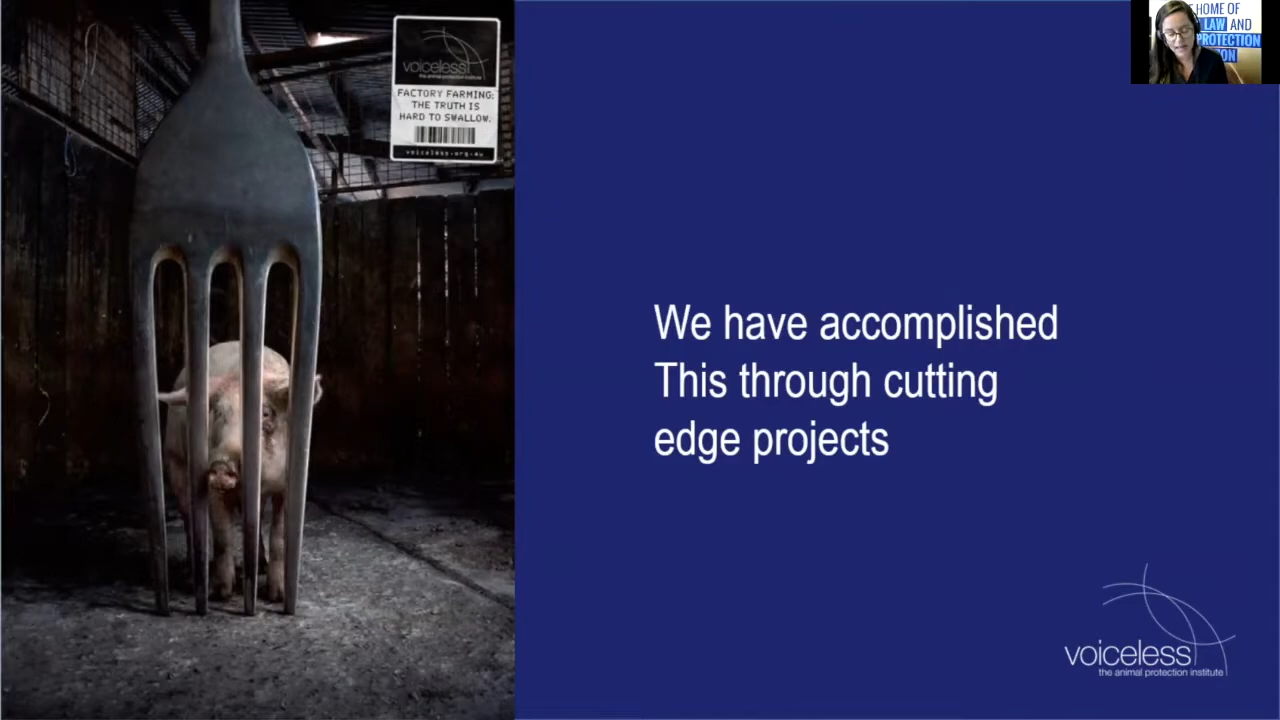 voiceless
the animal protection institute
FACTORY FARMING:
THE TRUTH IS
HARD TO SWALLOW.
voiceless.org.au
HOME OF
LAW AND
PROTECTION
We have accomplished
This through cutting
edge projects
voiceless
the animal protection institute